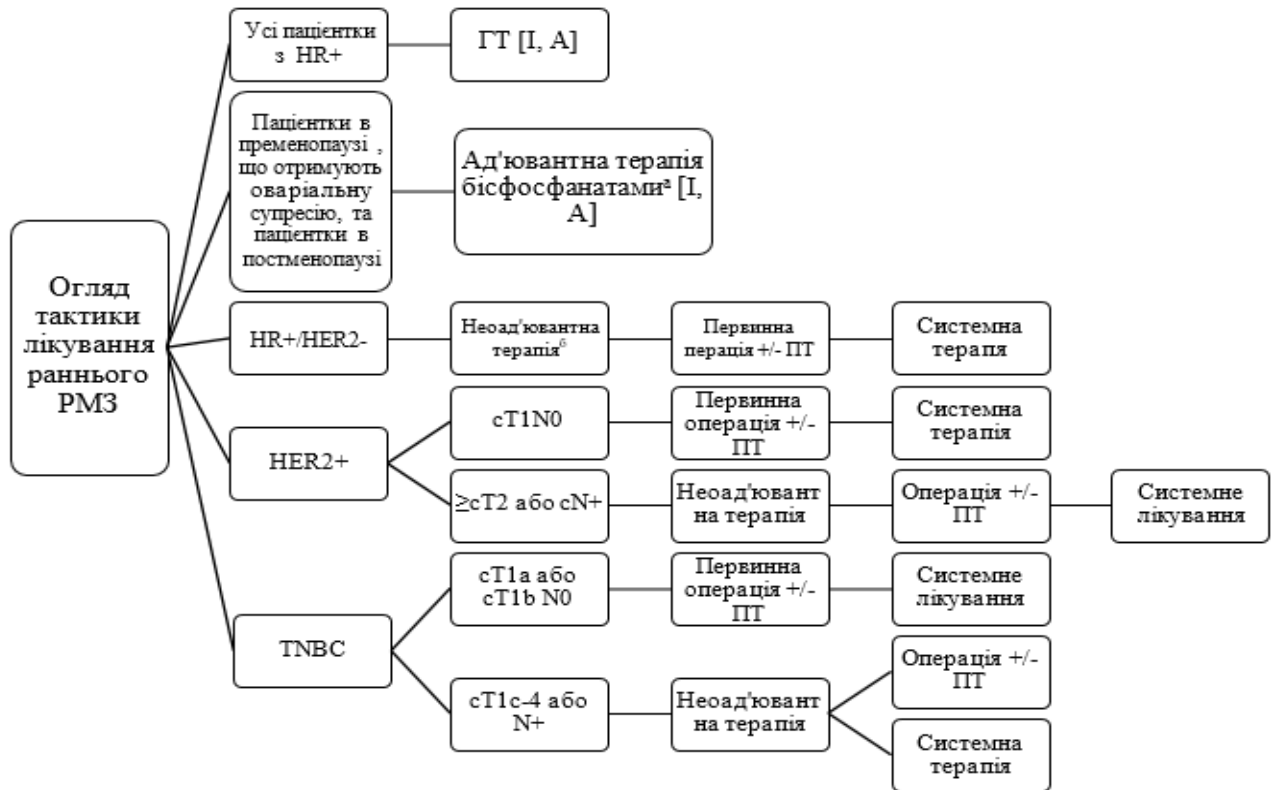 Огляд
тактики
лікування
раннього
РМЗ
Усі пацієнтки
з HR+
ГТ [I, A]
Пацієнтки в
пременопаузі ,
що отримують
оваріальну
супресію, та
пацієнтки в
постменопаузі
Ад'ювантна терапія
бісфосфанатамиᵃ [I,
A]
HR+/HER2-
Неоад'ювантна
терапіяᵟ
Первинна
перація +/- ПТ
Системна
терапя
HER2+
cT1N0
Первинна
операція +/-
ПТ
Системна
терапія
≥cT2 або cN+
Неоад'ювант
на терапія
Операція +/-
ПТ
Системне
лікування
TNBC
cT1a або
cT1b N0
Первинна
операція +/-
ПТ
Системне
лікування
cT1c-4 або
N+
Неоад'ювант
на терапія
Операція +/-
ПТ
Системна
терапія